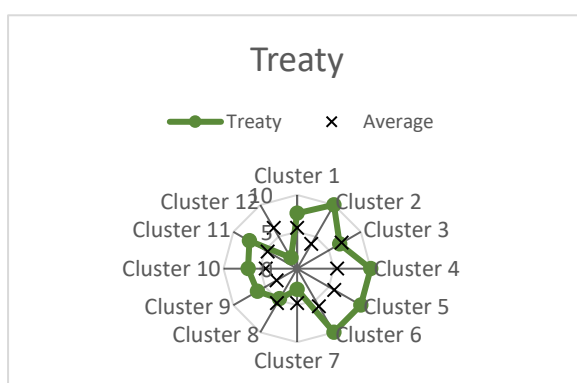 Treaty
Treaty Average
Cluster 1
Cluster 2
Cluster 3
Cluster 4
Cluster 5
Cluster 6
Cluster 7
Cluster 8
Cluster 9
Cluster 10
Cluster 11
Cluster 12
10
5
0